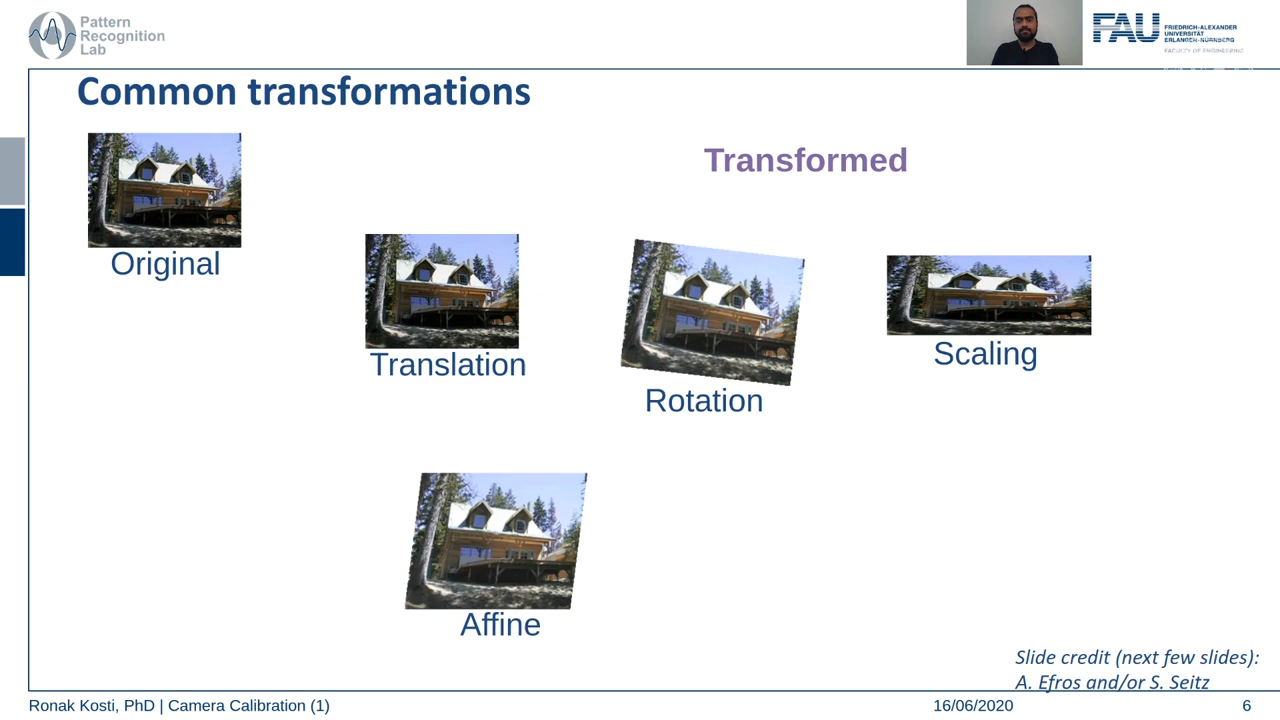 Pattern
Recognition
Lab
FAU
FRIEDRICH-ALEXANDER
UNIVERSITÄT
ERLANGEN-NÜRNBERG
FACULTY OF ENGINEERING
Common transformations
Transformed
Original
Translation
Rotation
Scaling
Affine
Slide credit (next few slides):
A. Efros and/or S. Seitz
Ronak Kosti, PhD | Camera Calibration (1)
16/06/2020
6